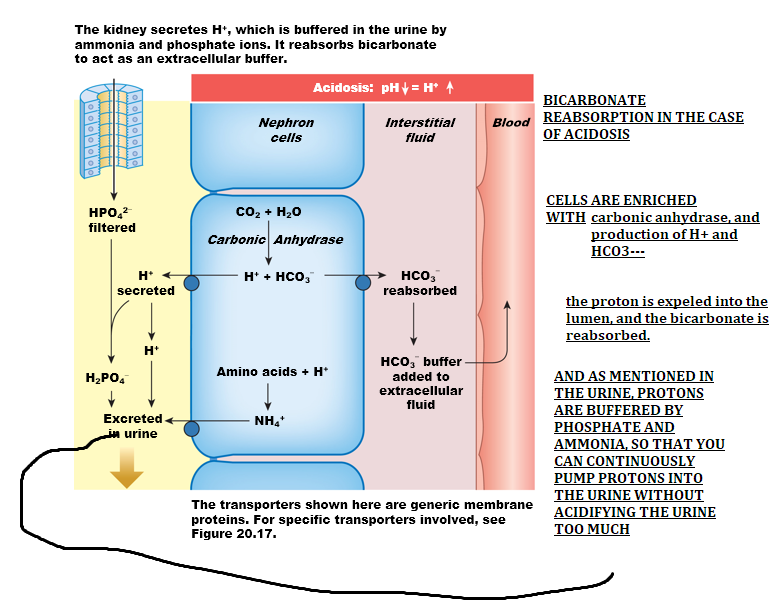 The kidney secretes H⁺, which is buffered in the urine by
ammonia and phosphate ions. It reabsorbs bicarbonate
to act as an extracellular buffer.
Acidosis: pH↓ = H⁺ ↑
Nephron
cells
Interstitial
fluid
Blood
HPO₄²⁻
filtered
CO₂ + H₂O
Carbonic Anhydrase
H⁺
secreted
H⁺ + HCO₃⁻
HCO₃⁻
reabsorbed
H⁺
H₂PO₄⁻
Amino acids + H⁺
HCO₃⁻ buffer
added to
extracellular
fluid
Excreted
in urine
NH₄⁺
The transporters shown here are generic membrane
proteins. For specific transporters involved, see
Figure 20.17.
BICARBONATE
REABSORPTION IN THE CASE
OF ACIDOSIS
CELLS ARE ENRICHED
WITH carbonic anhydrase, and
production of H+ and
HCO3---
the proton is expeled into the
lumen, and the bicarbonate is
reabsorbed.
AND AS MENTIONED IN
THE URINE, PROTONS
ARE BUFFERED BY
PHOSPHATE AND
AMMONIA, SO THAT YOU
CAN CONTINUOUSLY
PUMP PROTONS INTO
THE URINE WITHOUT
ACIDIFYING THE URINE
TOO MUCH